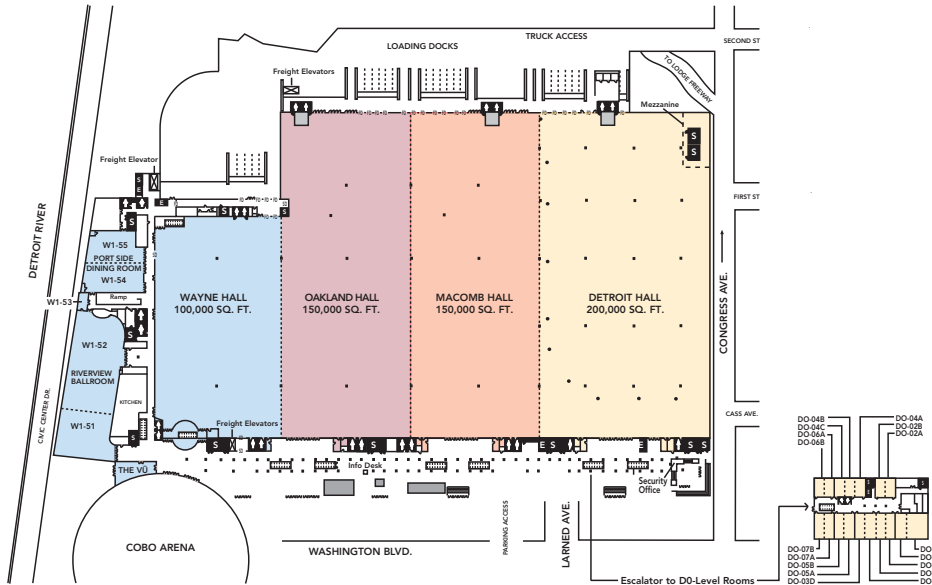 TRUCK ACCESS
SECOND ST
LOADING DOCKS
TO LODGE FREEWAY
Freight Elevators
Mezzanine
S
S
Freight Elevator
S
E
E
S
S
FIRST ST
S
DETROIT RIVER
W1-55
PORT SIDE
DINING ROOM
W1-54
W1-53
Ramp
WAYNE HALL
100,000 SQ. FT.
OAKLAND HALL
150,000 SQ. FT.
MACOMB HALL
150,000 SQ. FT.
DETROIT HALL
200,000 SQ. FT.
CONGRESS AVE.
S
W1-52
RIVERVIEW
BALLROOM
KITCHEN
CIVIC CENTER DR.
W1-51
CASS AVE.
Freight Elevators
S
S
S
E S
S S
THE VÜ
Info Desk
Security
Office
DO-04B
DO-04C
DO-06A
DO-06B
DO-04A
DO-02B
DO-02A
COBO ARENA
WASHINGTON BLVD.
PARKING ACCESS
LARNED AVE.
DO-07B
DO-07A
DO-05B
DO-05A
DO-03D
DO
DO
DO
DO
Escalator to D0-Level Rooms